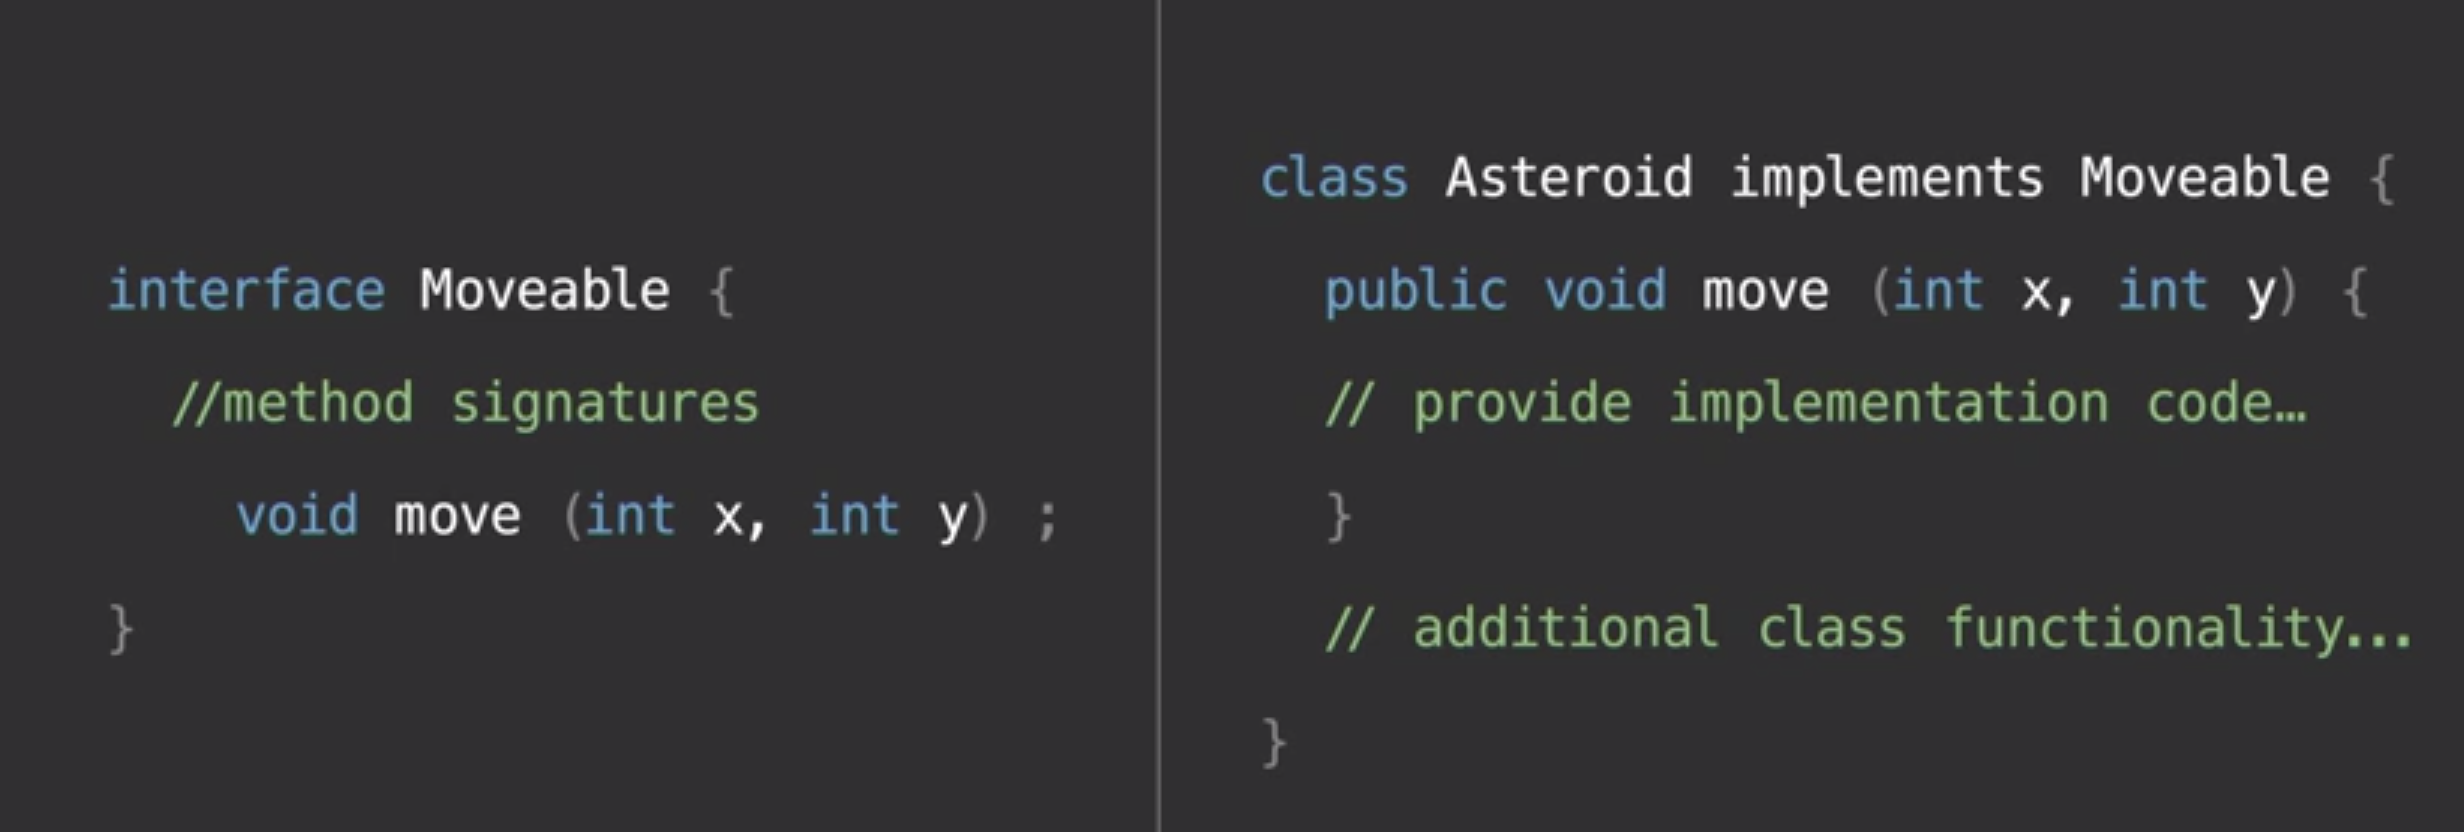 interface Moveable {
//method signatures
void move (int x, int y) ;
}
class Asteroid implements Moveable {
public void move (int x, int y) {
// provide implementation code…
}
// additional class functionality...
}